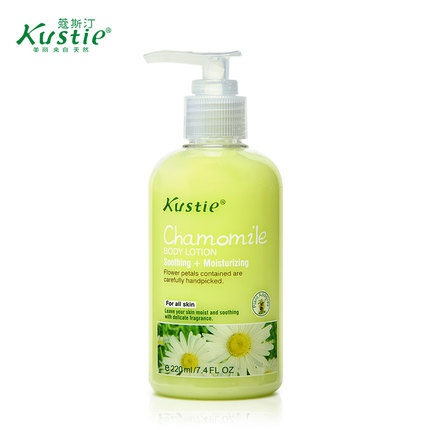 蔻斯汀
Kustie®
美丽来自天然
Kustie®
Chamomile
BODY LOTION
Soothing + Moisturizing
Flower petals contained are
carefully handpicked.
For all skin
Leave your skin moist and soothing
with delicate fragrance.
e 220 ml/7.4 FL OZ